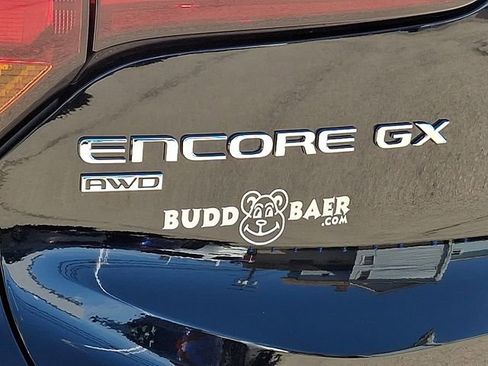 ENCORE GX
AWD
BUDD BAER
.COM